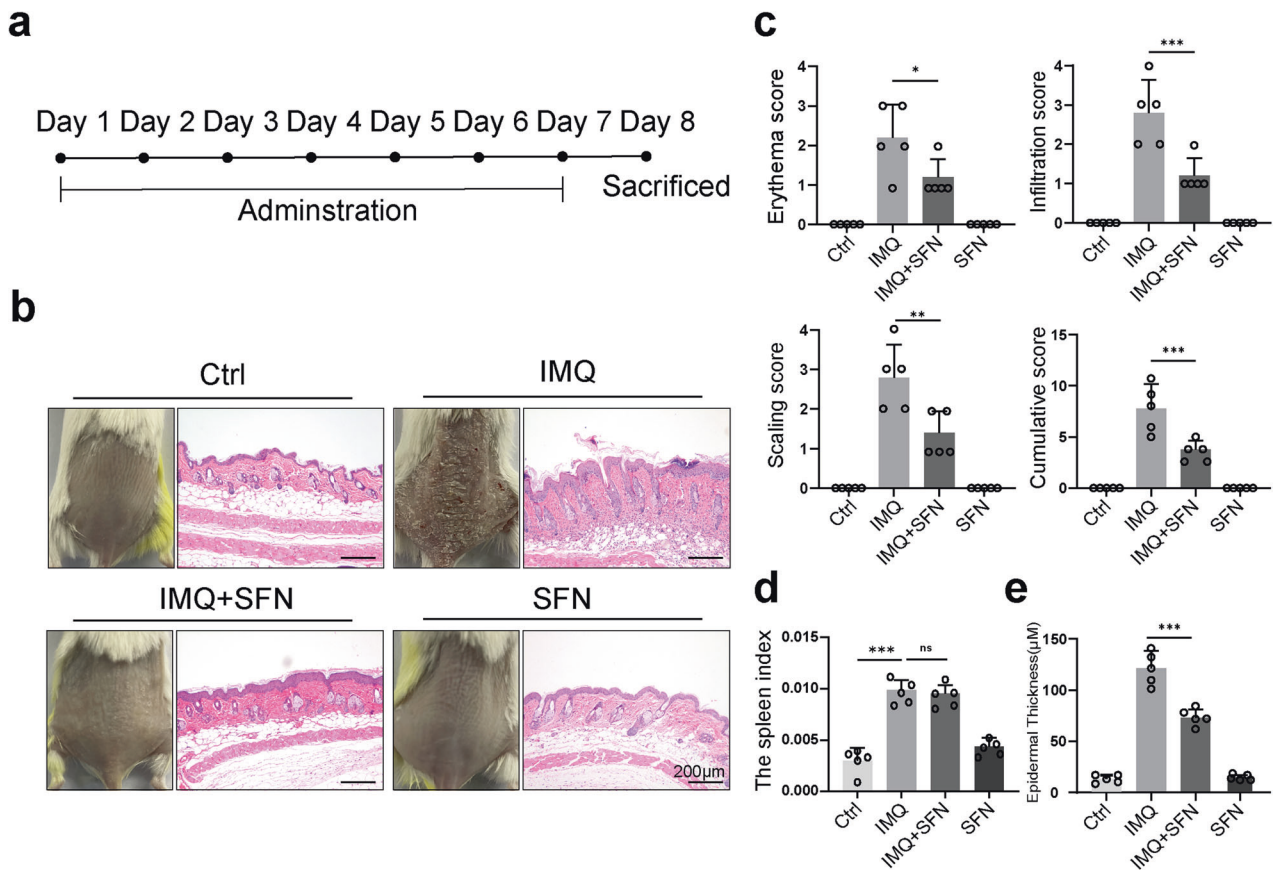 a
Day 1 Day 2 Day 3 Day 4 Day 5 Day 6 Day 7 Day 8
Adminstration
Sacrificed
b
Ctrl
IMQ
IMQ+SFN
SFN
200μm
c
Erythema score
4
3
2
1
0
*
Ctrl
IMQ
IMQ+SFN
SFN
Infiltration score
4
3
2
1
0
***
Ctrl
IMQ
IMQ+SFN
SFN
Scaling score
4
3
2
1
0
**
Ctrl
IMQ
IMQ+SFN
SFN
Cumulative score
15
10
5
0
***
Ctrl
IMQ
IMQ+SFN
SFN
d
The spleen index
0.015
0.010
0.005
0.000
***
ns
Ctrl
IMQ
IMQ+SFN
SFN
e
Epidermal Thickness(μM)
150
100
50
0
***
Ctrl
IMQ
IMQ+SFN
SFN